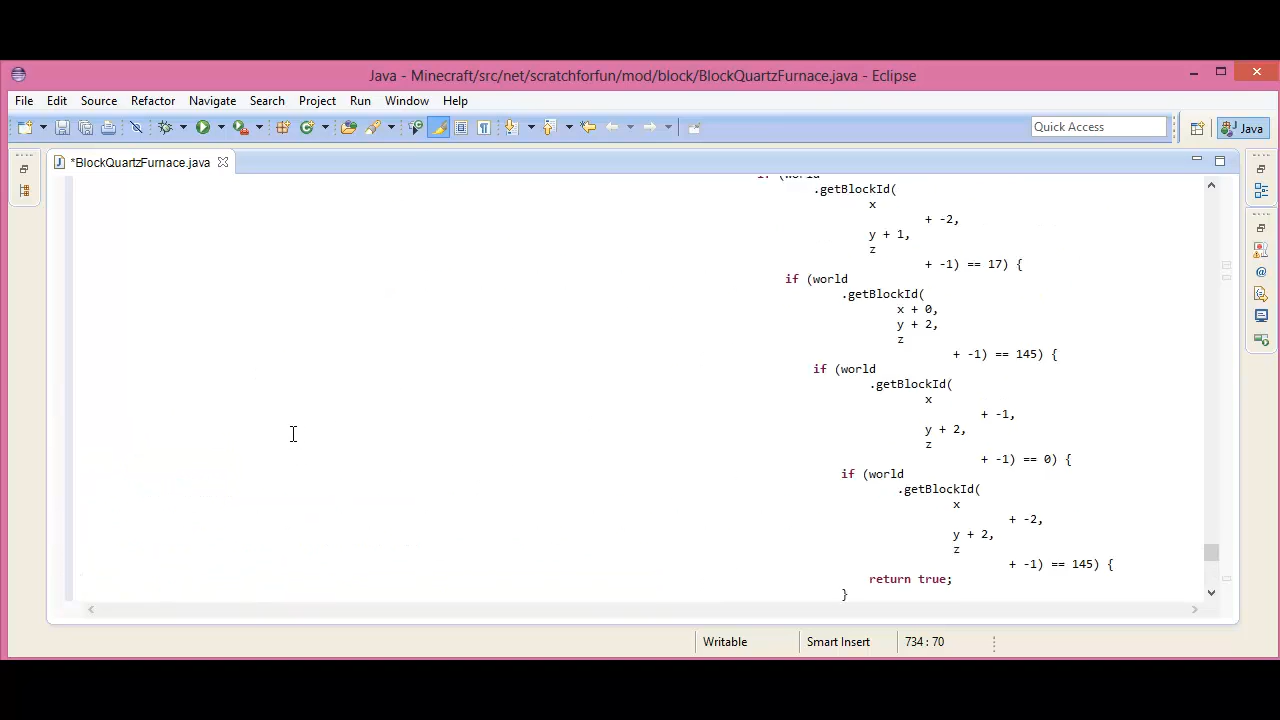 Java - Minecraft/src/net/scratchforfun/mod/block/BlockQuartzFurnace.java - Eclipse
File Edit Source Refactor Navigate Search Project Run Window Help
Quick Access
Java
*BlockQuartzFurnace.java
if (world
.getBlockId(
x
+ -2,
y + 1,
z
+ -1) == 17) {
if (world
.getBlockId(
x + 0,
y + 2,
z
+ -1) == 145) {
if (world
.getBlockId(
x
+ -1,
y + 2,
z
+ -1) == 0) {
if (world
.getBlockId(
x
+ -2,
y + 2,
z
+ -1) == 145) {
return true;
}
Writable Smart Insert 734 : 70